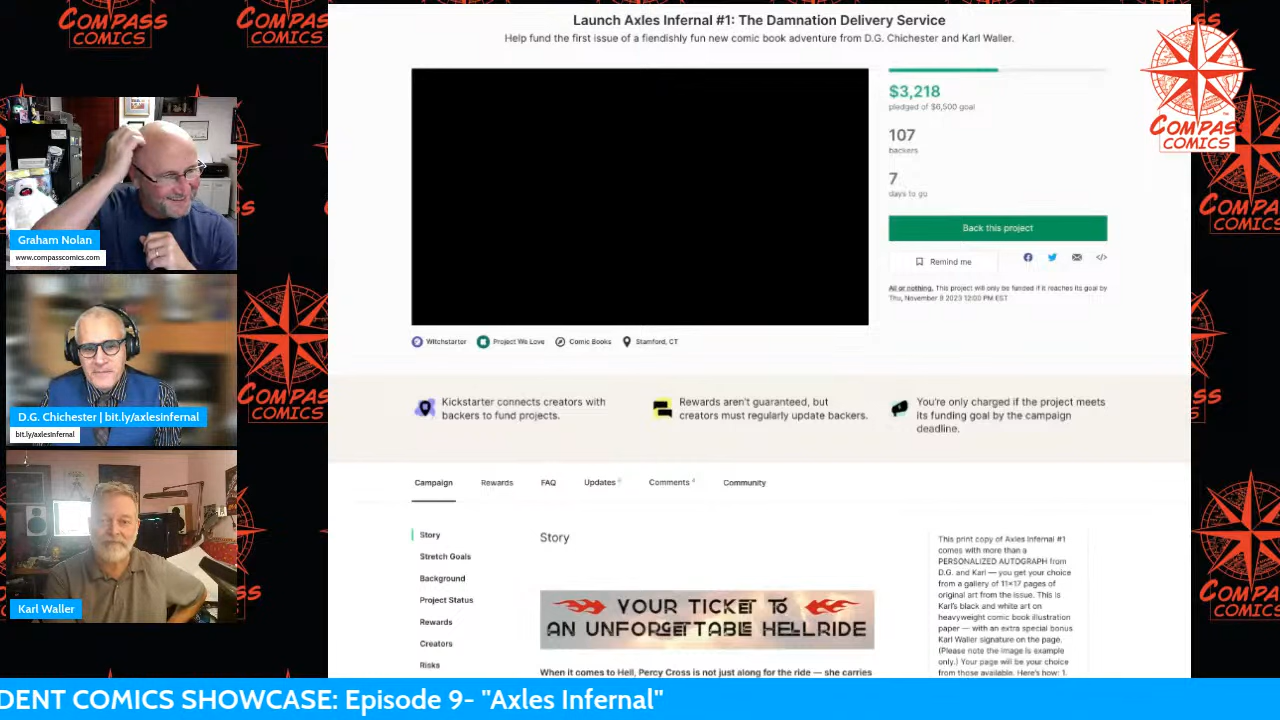 COMPASS
COMICS
Launch Axles Infernal #1: The Damnation Delivery Service
Help fund the first issue of a fiendishly fun new comic book adventure from D.G. Chichester and Karl Waller.
$3,218
pledged of $6,500 goal
107
backers
7
days to go
Back this project
Remind me
All or nothing. This project will only be funded if it reaches its goal by
Thu, November 9 2023 12:00 PM EST
COMPASS
COMICS
Graham Nolan
www.compasscomics.com
Witchstarter
Project We Love
Comic Books
Stamford, CT
D.G. Chichester | bit.ly/axlesinfernal
bit.ly/axlesinfernal
Kickstarter connects creators with
backers to fund projects.
Rewards aren't guaranteed, but
creators must regularly update backers.
You're only charged if the project meets
its funding goal by the campaign
deadline.
Campaign
Rewards
FAQ
Updates
Comments 4
Community
Karl Waller
Story
Stretch Goals
Background
Project Status
Rewards
Creators
Risks
Story
YOUR TICKET TO
AN UNFORGETTABLE HELLRIDE
When it comes to Hell, Percy Cross is not just along for the ride — she carries
This print copy of Axles Infernal #1
comes with more than a
PERSONALIZED AUTOGRAPH from
D.G. and Karl — you get your choice
from a gallery of 11x17 pages of
original art from the issue. This is
Karl's black and white art on
heavyweight comic book illustration
paper — with an extra special bonus
Karl Waller signature on the page.
(Please note the image is example
only.) Your page will be your choice
from those available. Here's how: 1.
DENT COMICS SHOWCASE: Episode 9- "Axles Infernal"